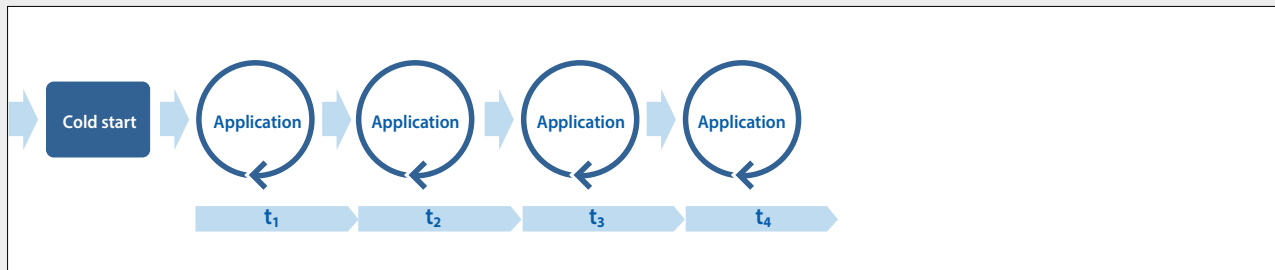 Cold start
Application
Application
Application
Application
t1
t2
t3
t4